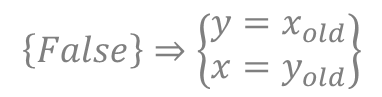 {False} ⇒ {y = x_old
x = y_old}